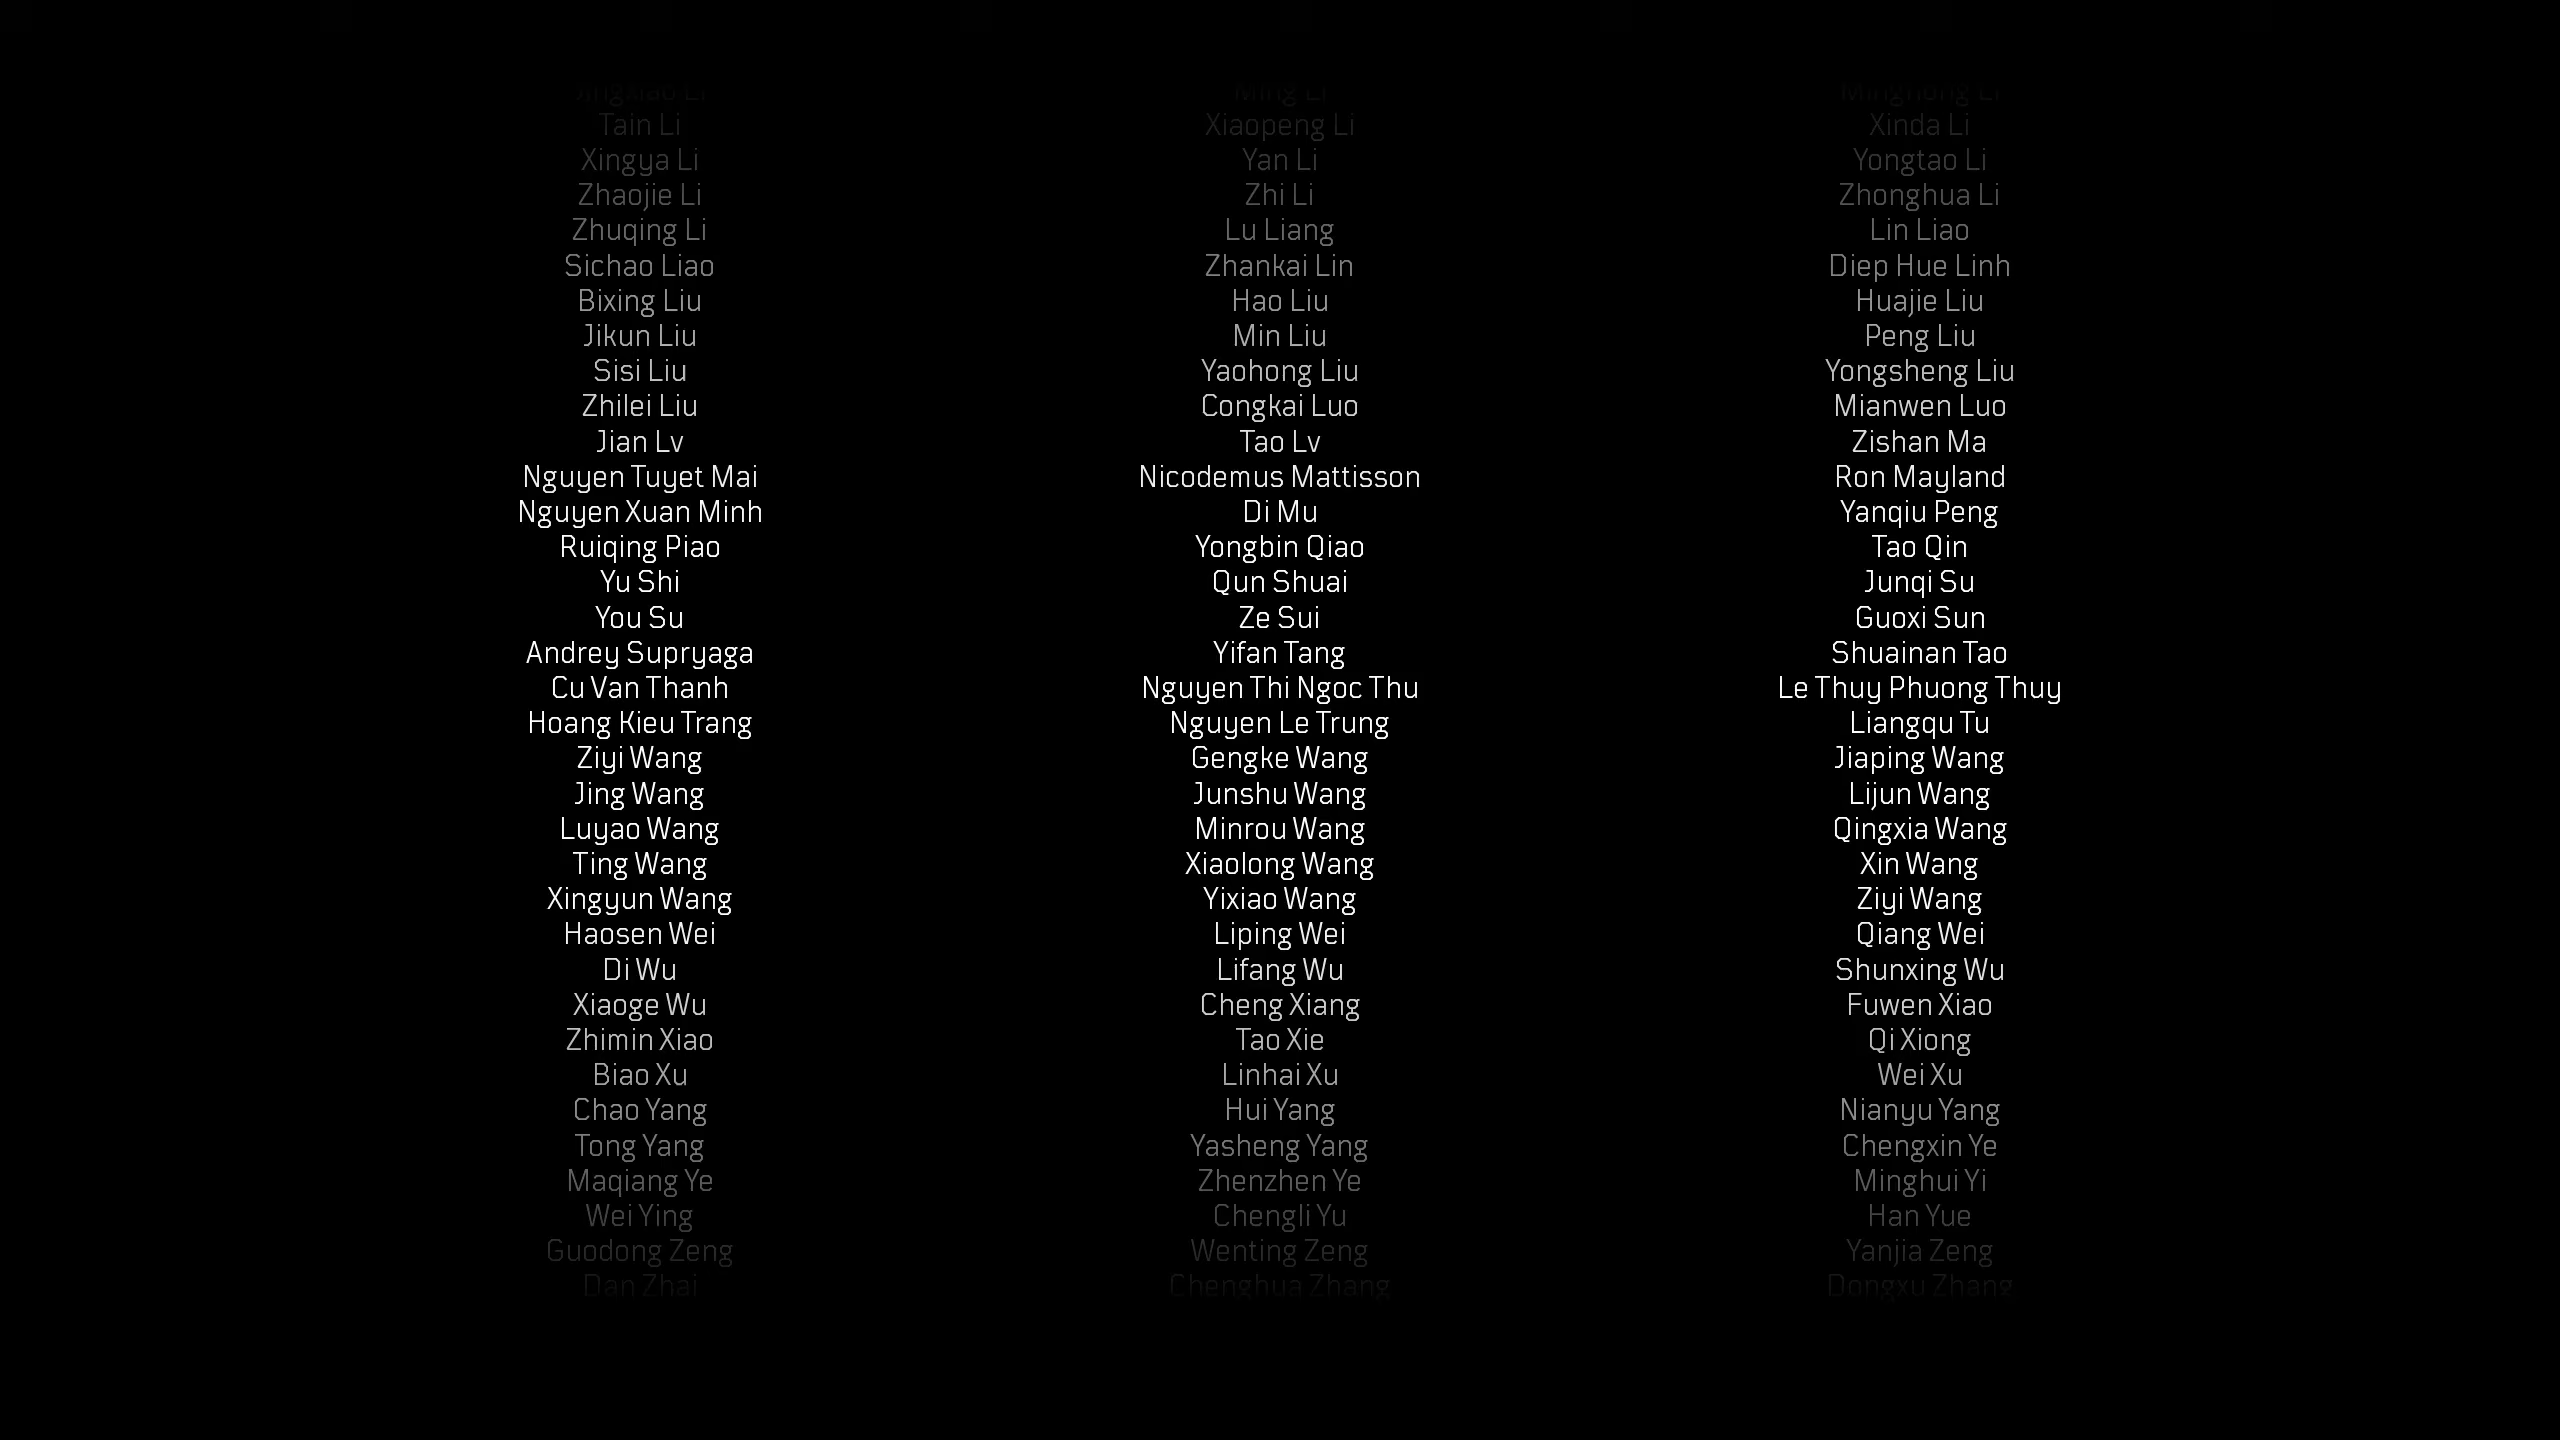 Jingxiao Li Ming Li Minghong Li
Tain Li Xiaopeng Li Xinda Li
Xingya Li Yan Li Yongtao Li
Zhaojie Li Zhi Li Zhonghua Li
Zhuqing Li Lu Liang Lin Liao
Sichao Liao Zhankai Lin Diep Hue Linh
Bixing Liu Hao Liu Huajie Liu
Jikun Liu Min Liu Peng Liu
Sisi Liu Yaohong Liu Yongsheng Liu
Zhilei Liu Congkai Luo Mianwen Luo
Jian Lv Tao Lv Zishan Ma
Nguyen Tuyet Mai Nicodemus Mattisson Ron Mayland
Nguyen Xuan Minh Di Mu Yanqiu Peng
Ruiqing Piao Yongbin Qiao Tao Qin
Yu Shi Qun Shuai Junqi Su
You Su Ze Sui Guoxi Sun
Andrey Supryaga Yifan Tang Shuainan Tao
Cu Van Thanh Nguyen Thi Ngoc Thu Le Thuy Phuong Thuy
Hoang Kieu Trang Nguyen Le Trung Liangqu Tu
Ziyi Wang Gengke Wang Jiaping Wang
Jing Wang Junshu Wang Lijun Wang
Luyao Wang Minrou Wang Qingxia Wang
Ting Wang Xiaolong Wang Xin Wang
Xingyun Wang Yixiao Wang Ziyi Wang
Haosen Wei Liping Wei Qiang Wei
Di Wu Lifang Wu Shunxing Wu
Xiaoge Wu Cheng Xiang Fuwen Xiao
Zhimin Xiao Tao Xie Qi Xiong
Biao Xu Linhai Xu Wei Xu
Chao Yang Hui Yang Nianyu Yang
Tong Yang Yasheng Yang Chengxin Ye
Maqiang Ye Zhenzhen Ye Minghui Yi
Wei Ying Chengli Yu Han Yue
Guodong Zeng Wenting Zeng Yanjia Zeng
Dan Zhai Chenghua Zhang Dongxu Zhang